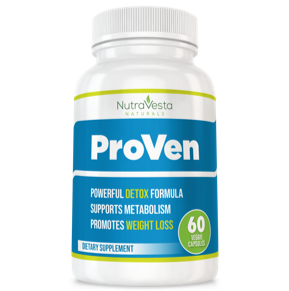 NutraVesta
NATURALS
ProVen
POWERFUL DETOX FORMULA
SUPPORTS METABOLISM
PROMOTES WEIGHT LOSS
60
VEGGIE
CAPSULES
DIETARY SUPPLEMENT